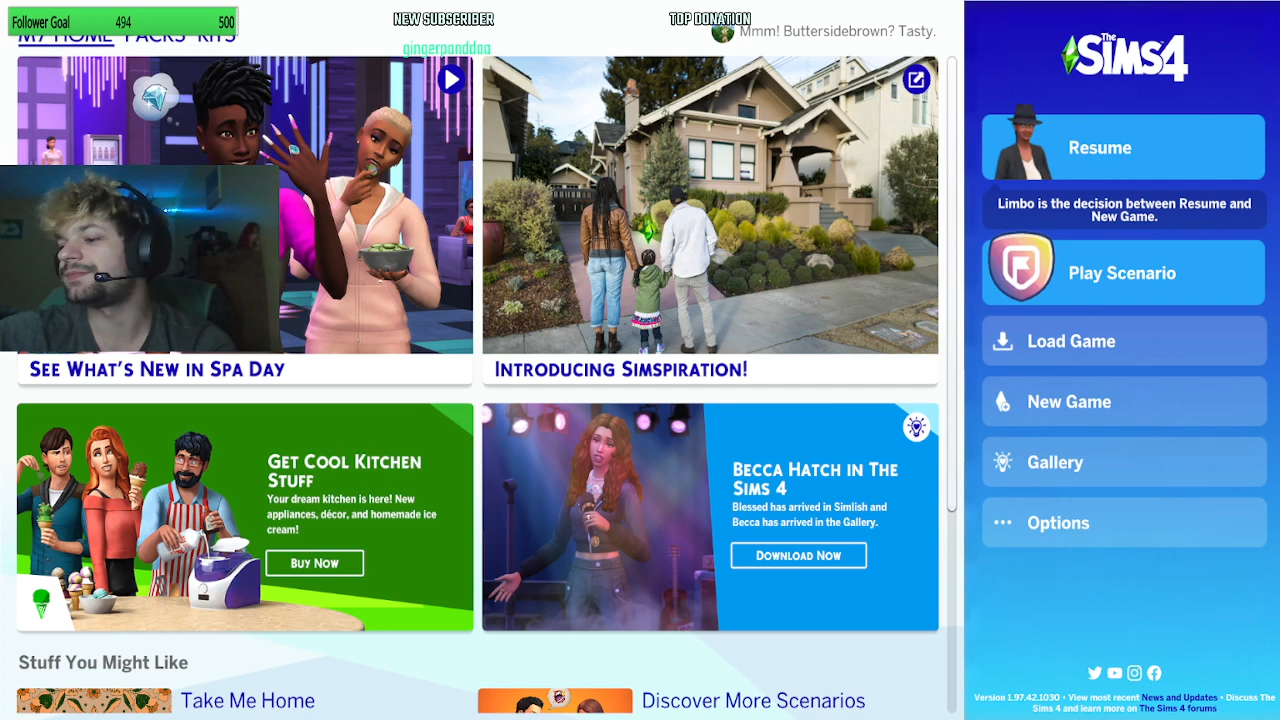 Follower Goal 494 500
NEW SUBSCRIBER
gingerpanddaa
TOP DONATION
MY HOME PACKS KITS
Mmm! Buttersidebrown? Tasty.
SEE WHAT'S NEW IN SPA DAY
INTRODUCING SIMSPIRATION!
GET COOL KITCHEN
STUFF
Your dream kitchen is here! New
appliances, décor, and homemade ice
cream!
BUY NOW
BECCA HATCH IN THE
SIMS 4
Blessed has arrived in Simlish and
Becca has arrived in the Gallery.
DOWNLOAD NOW
Stuff You Might Like
Take Me Home
Discover More Scenarios
The SIMS 4
Resume
Limbo is the decision between Resume and
New Game.
Play Scenario
Load Game
New Game
Gallery
Options
Version 1.97.42.1030 • View most recent News and Updates • Discuss The
Sims 4 and learn more on The Sims 4 forums